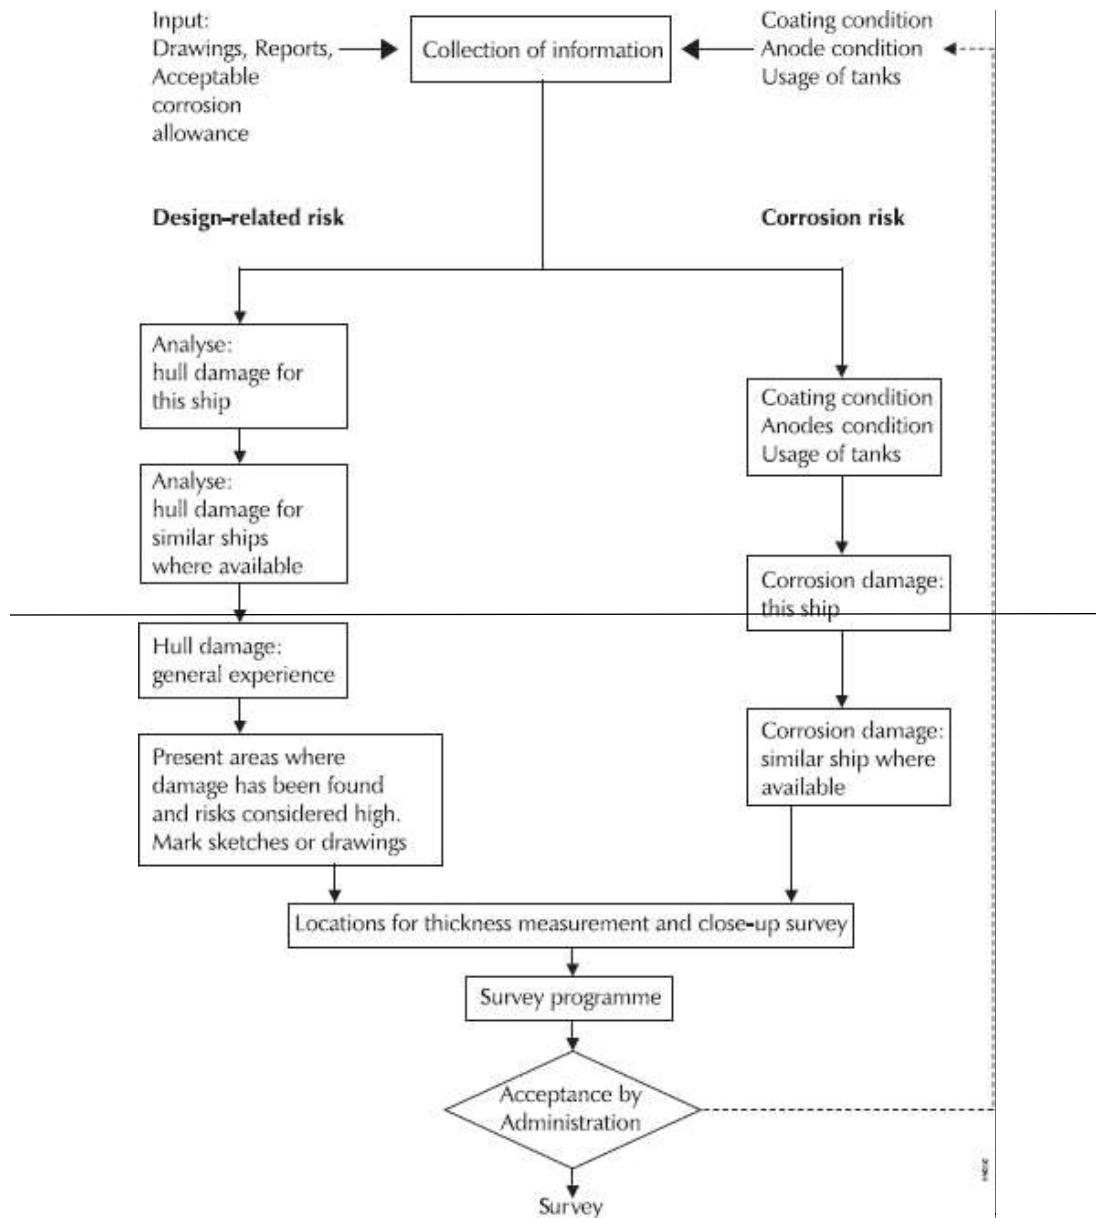 Input:
Drawings, Reports,
Acceptable
corrosion
allowance
Collection of information
Coating condition
Anode condition
Usage of tanks
Design-related risk
Corrosion risk
Analyse:
hull damage for
this ship
Analyse:
hull damage for
similar ships
where available
Hull damage:
general experience
Present areas where
damage has been found
and risks considered high.
Mark sketches or drawings
Coating condition
Anodes condition
Usage of tanks
Corrosion damage:
this ship
Corrosion damage:
similar ship where
available
Locations for thickness measurement and close-up survey
Survey programme
Acceptance by
Administration
Survey